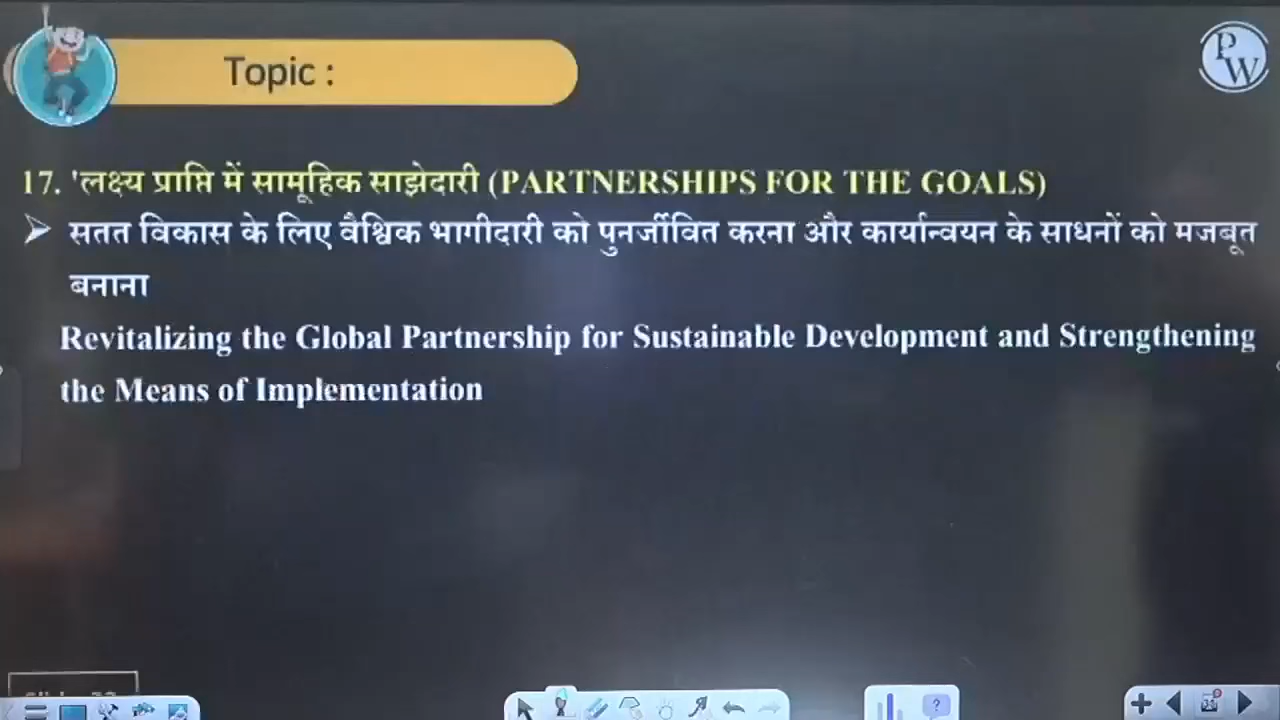 Topic :
PW
17. 'लक्ष्य प्राप्ति में सामूहिक साझेदारी (PARTNERSHIPS FOR THE GOALS)
➤ सतत विकास के लिए वैश्विक भागीदारी को पुनर्जीवित करना और कार्यान्वयन के साधनों को मजबूत
बनाना
Revitalizing the Global Partnership for Sustainable Development and Strengthening
the Means of Implementation